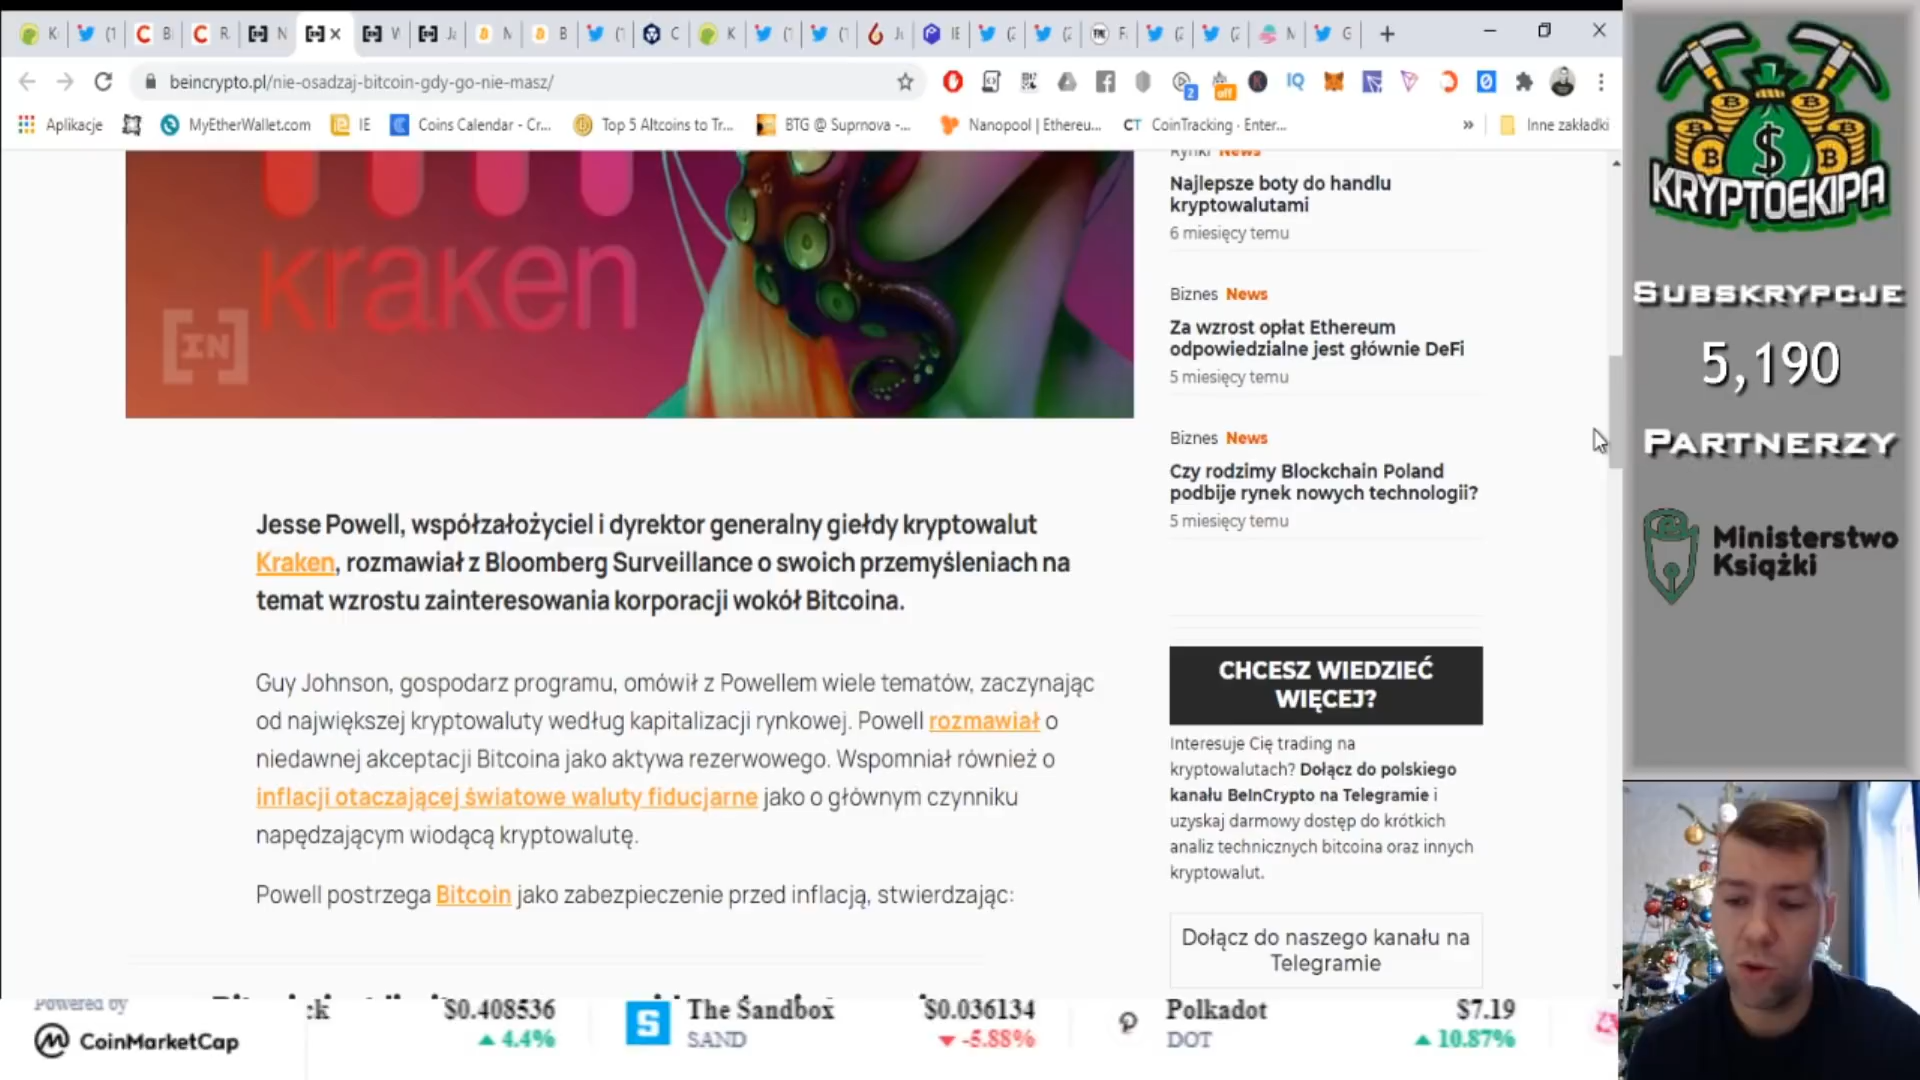 beincrypto.pl/nie-osadzaj-bitcoin-gdy-go-nie-masz/
Aplikacje
MyEtherWallet.com
IE
Coins Calendar - Cr...
Top 5 Altcoins to Tr...
BTG @ Suprnova -...
Nanopool | Ethereu...
CT CoinTracking · Enter...
»
Inne zakładki
kraken
[IN]
Jesse Powell, współzałożyciel i dyrektor generalny giełdy kryptowalut
Kraken, rozmawiał z Bloomberg Surveillance o swoich przemyśleniach na
temat wzrostu zainteresowania korporacji wokół Bitcoina.
Guy Johnson, gospodarz programu, omówił z Powellem wiele tematów, zaczynając
od największej kryptowaluty według kapitalizacji rynkowej. Powell rozmawiał o
niedawnej akceptacji Bitcoina jako aktywa rezerwowego. Wspomniał również o
inflacji otaczającej światowe waluty fiducjarne jako o głównym czynniku
napędzającym wiodącą kryptowalutę.
Powell postrzega Bitcoin jako zabezpieczenie przed inflacją, stwierdzając:
Rynki News
Najlepsze boty do handlu
kryptowalutami
6 miesięcy temu
Biznes News
Za wzrost opłat Ethereum
odpowiedzialne jest głównie DeFi
5 miesięcy temu
Biznes News
Czy rodzimy Blockchain Poland
podbije rynek nowych technologii?
5 miesięcy temu
CHCESZ WIEDZIEĆ
WIĘCEJ?
Interesuje Cię trading na
kryptowalutach? Dołącz do polskiego
kanału BeInCrypto na Telegramie i
uzyskaj darmowy dostęp do krótkich
analiz technicznych bitcoina oraz innych
kryptowalut.
Dołącz do naszego kanału na
Telegramie
KRYPTOEKIPA
SUBSKRYPCJE
5,190
PARTNERZY
Ministerstwo
Książki
Powered by
CoinMarketCap
ck
$0.408536
▲ 4.4%
The Sandbox
SAND
$0.036134
▼ -5.88%
Polkadot
DOT
$7.19
▲ 10.87%